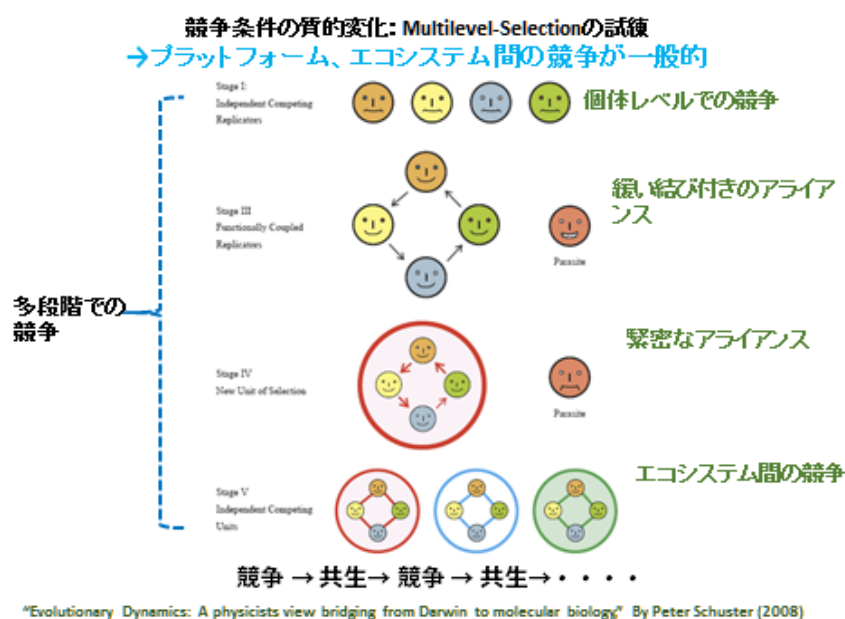 競争条件の質的変化: Multilevel-Selectionの試練
→プラットフォーム、エコシステム間の競争が一般的
Stage I:
Independent Competing
Replicators
個体レベルでの競争
緩い結び付きのアライア
ンス
Stage III
Functionally Coupled
Replicators
Parasite
多段階での
競争
緊密なアライアンス
Stage IV
New Unit of Selection
Parasite
エコシステム間の競争
Stage V
Independent Competing
Units
競争 → 共生→ 競争 → 共生→・・・・
"Evolutionary Dynamics: A physicists view bridging from Darwin to molecular biology," By Peter Schuster (2008)